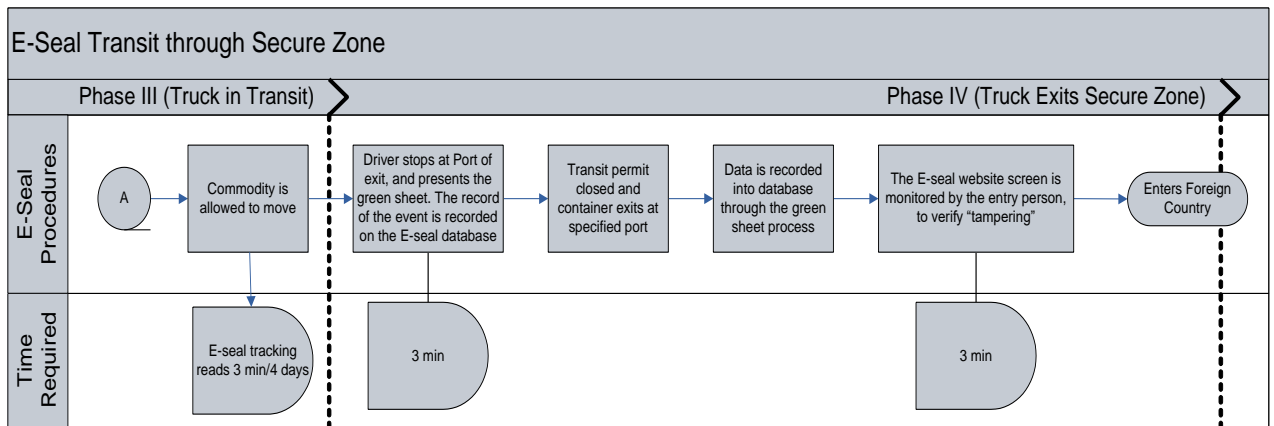 E-Seal Transit through Secure Zone
Phase III (Truck in Transit)
Phase IV (Truck Exits Secure Zone)
E-Seal
Procedures
A
Commodity is
allowed to move
Driver stops at Port of
exit, and presents the
green sheet. The record
of the event is recorded
on the E-seal database
Transit permit
closed and
container exits at
specified port
Data is recorded
into database
through the green
sheet process
The E-seal website screen is
monitored by the entry person,
to verify “tampering”
Enters Foreign
Country
Time
Required
E-seal tracking
reads 3 min/4 days
3 min
3 min